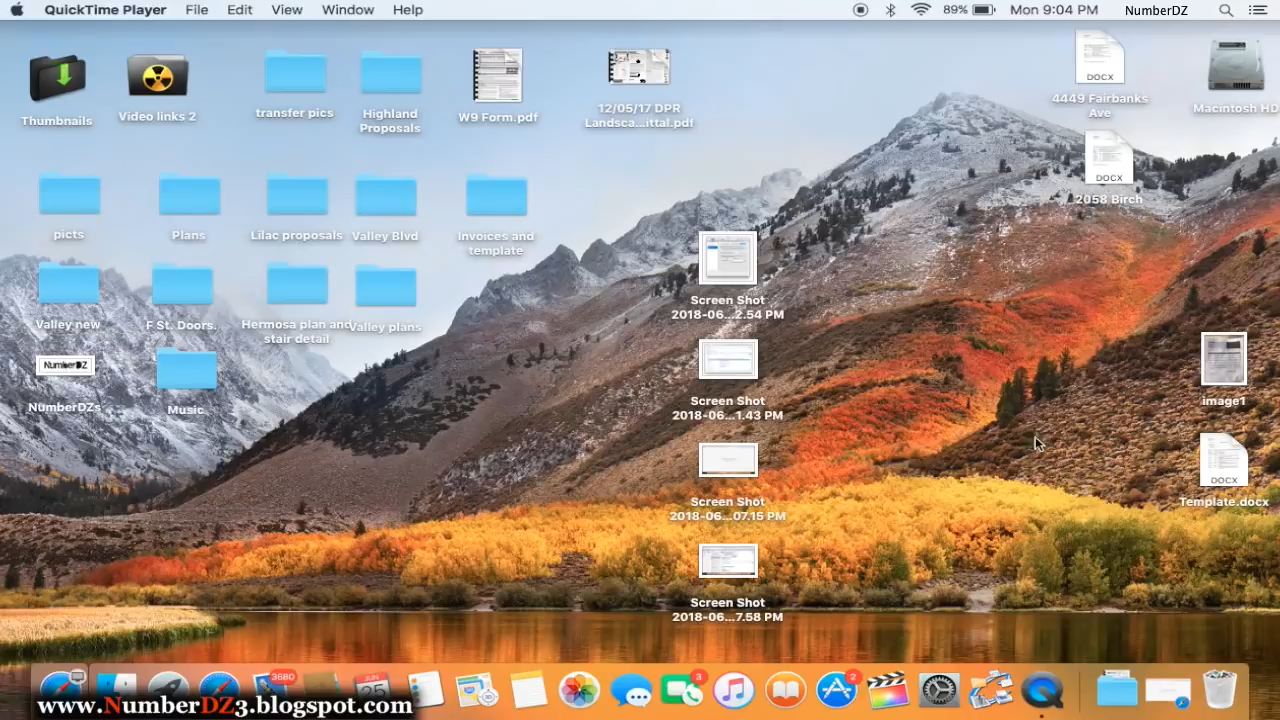 QuickTime Player File Edit View Window Help 89% Mon 9:04 PM NumberDZ
Thumbnails
Video links 2
transfer pics
Highland
Proposals
W9 Form.pdf
12/05/17 DPR
Landsca...ittal.pdf
DOCX
4449 Fairbanks
Ave
Macintosh HD
DOCX
2058 Birch
picts
Plans
Lilac proposals
Valley Blvd
Invoices and
template
Valley new
F St. Doors.
Hermosa plan and
stair detail
Valley plans
Screen Shot
2018-06...2.54 PM
NumberDZ
NumberDZs
Music
Screen Shot
2018-06...1.43 PM
image1
Screen Shot
2018-06...07.15 PM
DOCX
Template.docx
Screen Shot
2018-06...7.58 PM
3680
JUN
25
3
2
www.NumberDZ3.blogspot.com